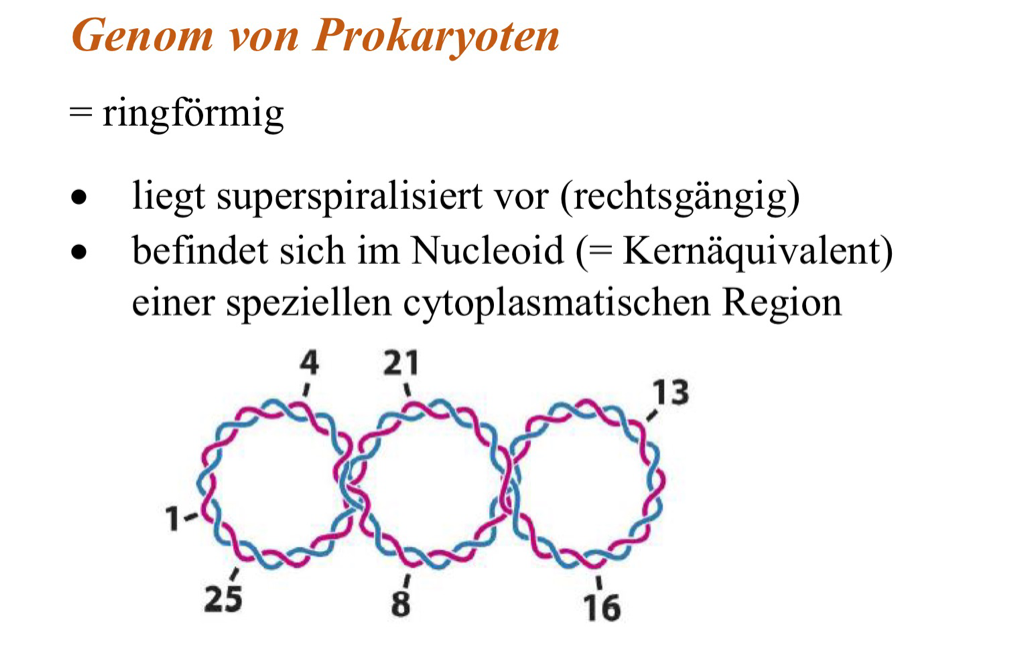 Genom von Prokaryoten
= ringförmig
• liegt superspiralisiert vor (rechtsgängig)
• befindet sich im Nucleoid (= Kernäquivalent)
einer speziellen cytoplasmatischen Region
4 21
13
1
25 8 16